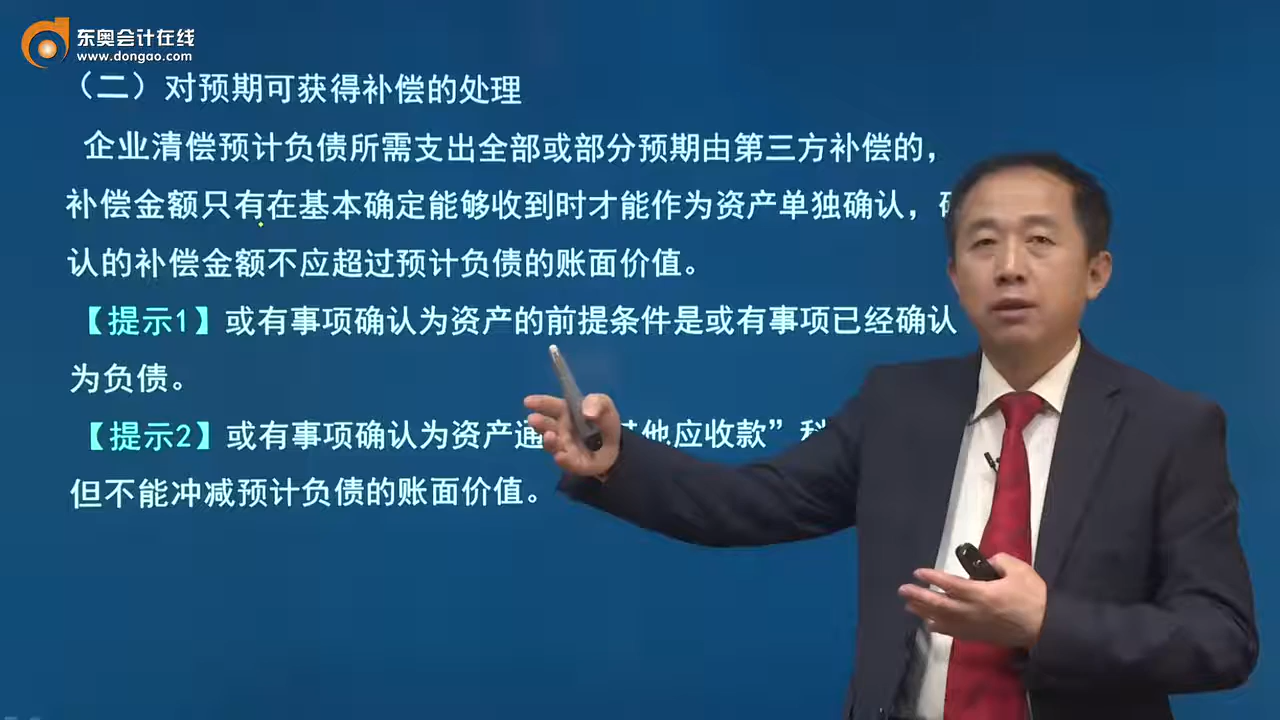 东奥会计在线
www.dongao.com
（二）对预期可获得补偿的处理
企业清偿预计负债所需支出全部或部分预期由第三方补偿的，
补偿金额只有在基本确定能够收到时才能作为资产单独确认，
认的补偿金额不应超过预计负债的账面价值。
【提示1】或有事项确认为资产的前提条件是或有事项已经确认
为负债。
【提示2】或有事项确认为资产通 其他应收款”科
但不能冲减预计负债的账面价值。